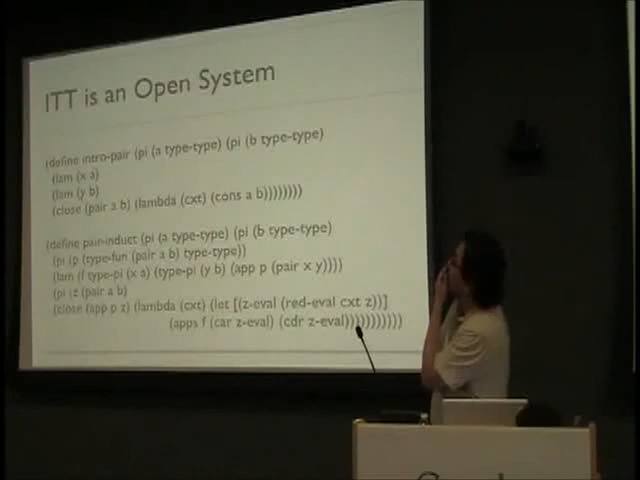 ITT is an Open System
(define intro-pair (pi (a type-type) (pi (b type-type)
(lam (x a)
(lam (y b)
(close (pair a b) (lambda (cxt) (cons a b))))))))
(define pair-induct (pi (a type-type) (pi (b type-type)
(pi (p (type-fun (pair a b) type-type))
(lam (f type-pi (x a) (type-pi (y b) (app p (pair x y))))
(pi (z (pair a b)
(close (app p z) (lambda (cxt) (let [(z-eval (red-eval cxt z))]
(apps f (car z-eval) (cdr z-eval)))))))))))